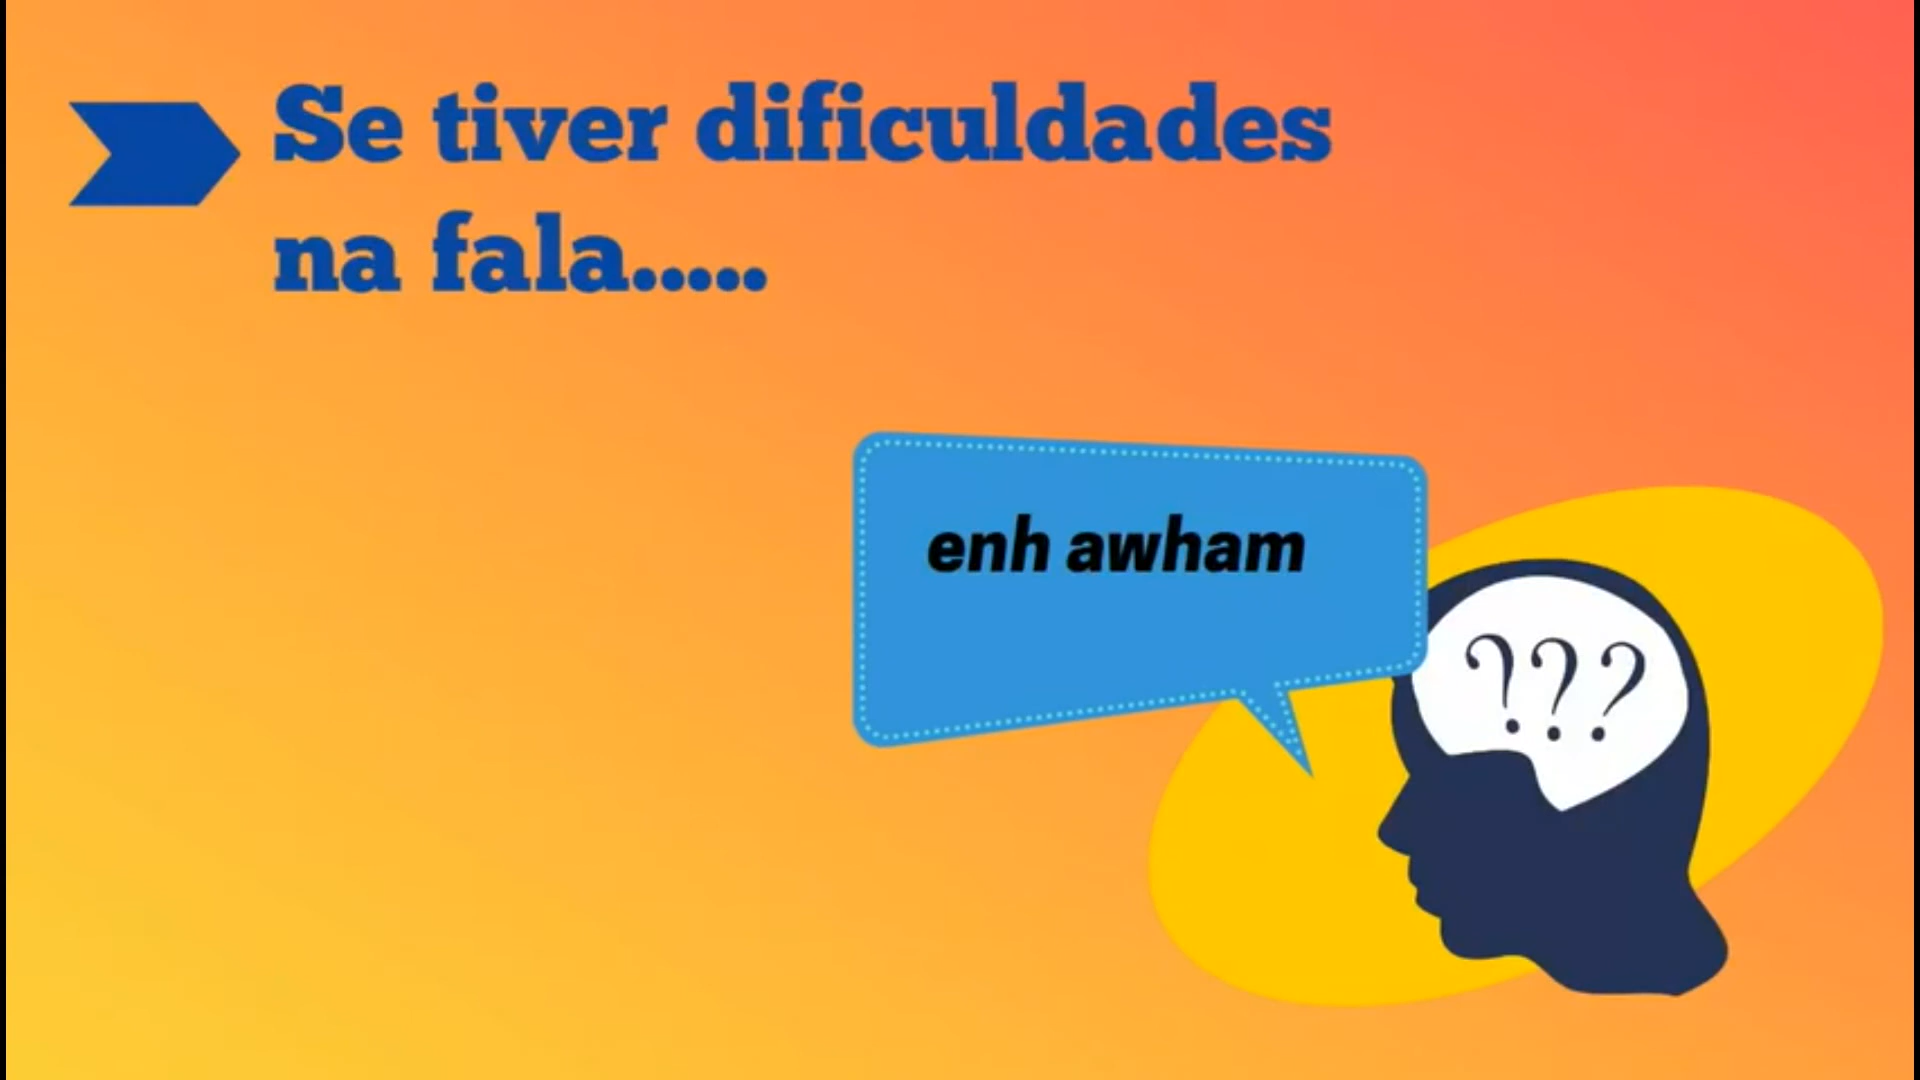 Se tiver dificuldades
na fala.....
enh awham
???